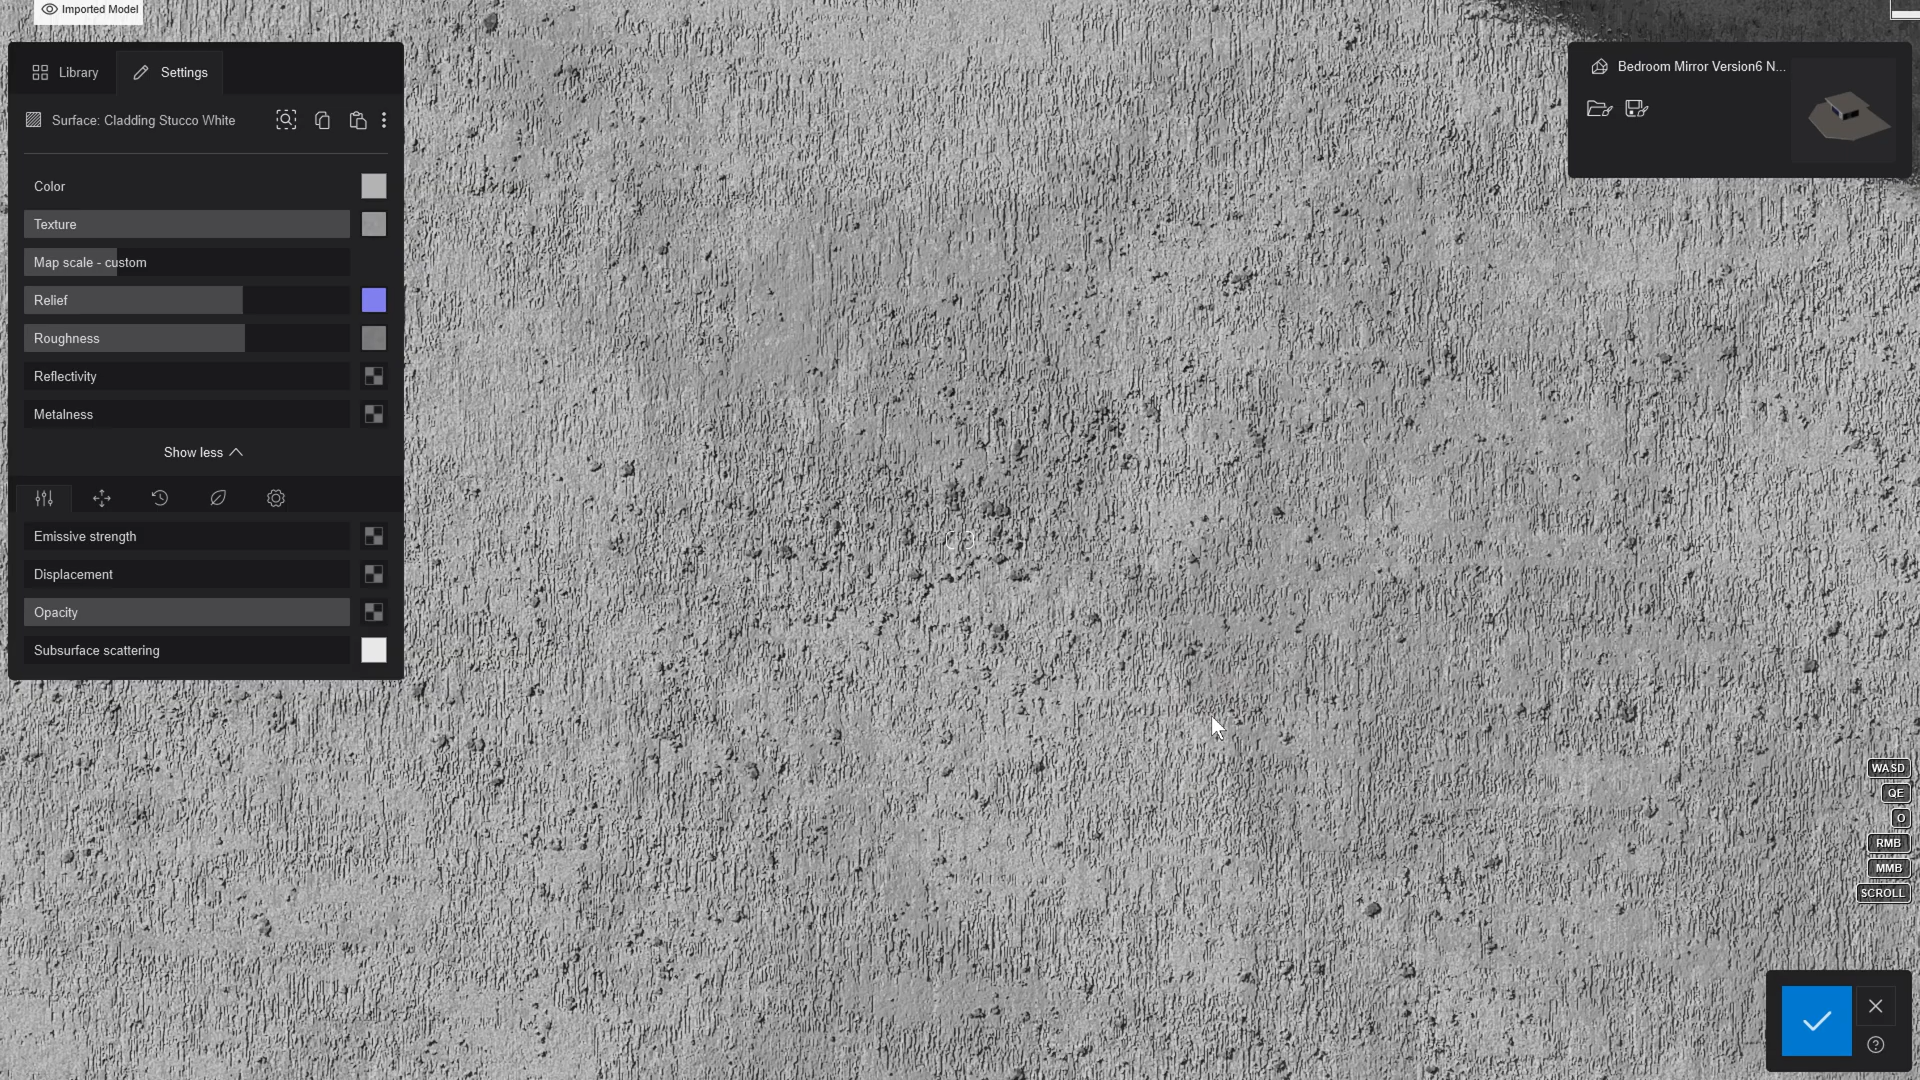 Imported Model
Library
Settings
Surface: Cladding Stucco White
Color
Texture
Map scale - custom
Relief
Roughness
Reflectivity
Metalness
Show less
Emissive strength
Displacement
Opacity
Subsurface scattering
Bedroom Mirror Version6 N...
WASD
QE
O
RMB
MMB
SCROLL